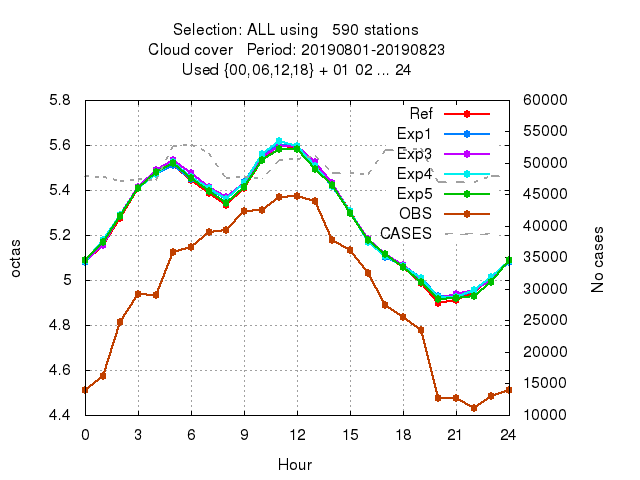 Selection: ALL using   590 stations
Cloud cover   Period: 20190801-20190823
Used {00,06,12,18} + 01 02 ... 24
5.8
5.6
5.4
5.2
5
4.8
4.6
4.4
60000
55000
50000
45000
40000
35000
30000
25000
20000
15000
10000
Ref
Exp1
Exp3
Exp4
Exp5
OBS
CASES
octas
No cases
0 3 6 9 12 15 18 21 24
Hour